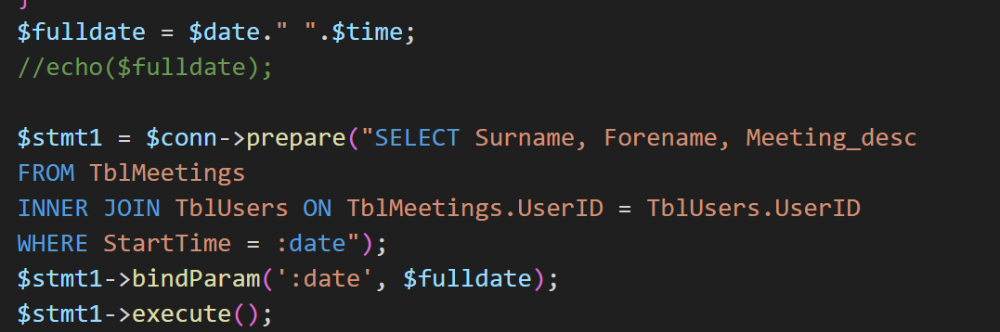 }
$fulldate = $date." ".$time;
//echo($fulldate);
$stmt1 = $conn->prepare("SELECT Surname, Forename, Meeting_desc
FROM TblMeetings
INNER JOIN TblUsers ON TblMeetings.UserID = TblUsers.UserID
WHERE StartTime = :date");
$stmt1->bindParam(':date', $fulldate);
$stmt1->execute();